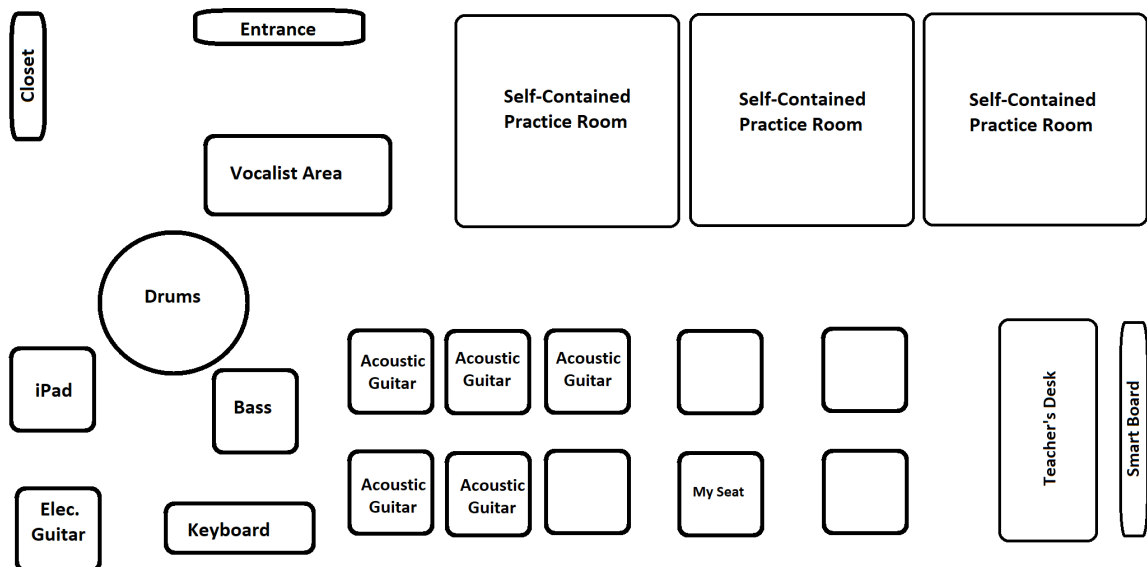 Closet
Entrance
Self-Contained
Practice Room
Self-Contained
Practice Room
Self-Contained
Practice Room
Vocalist Area
Drums
iPad
Bass
Acoustic
Guitar
Acoustic
Guitar
Acoustic
Guitar
Teacher's Desk
Smart Board
Elec.
Guitar
Keyboard
Acoustic
Guitar
Acoustic
Guitar
My Seat